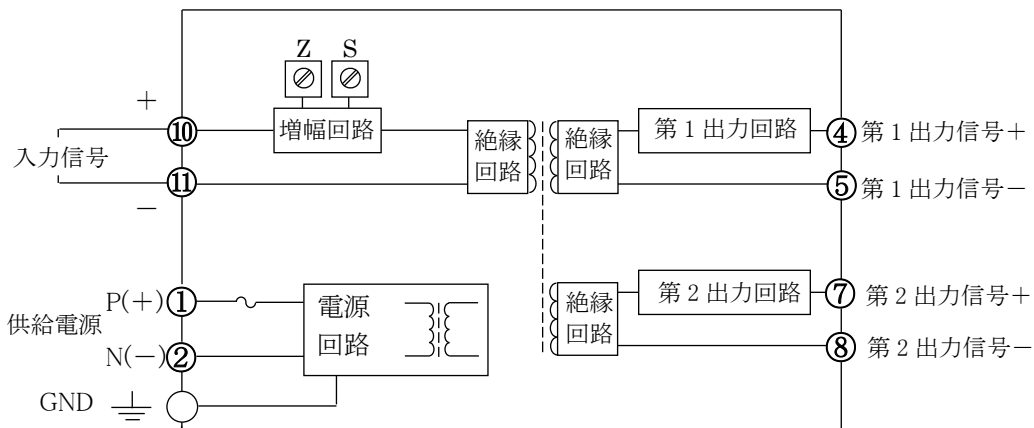 Z S
+
⑩ 増幅回路 絶縁回路 絶縁回路 第1出力回路 ④ 第1出力信号+
入力信号
⑪ ⑤ 第1出力信号−
−
P(+) ① 電源回路 絶縁回路 第2出力回路 ⑦ 第2出力信号+
供給電源
N(−) ② ⑧ 第2出力信号−
GND